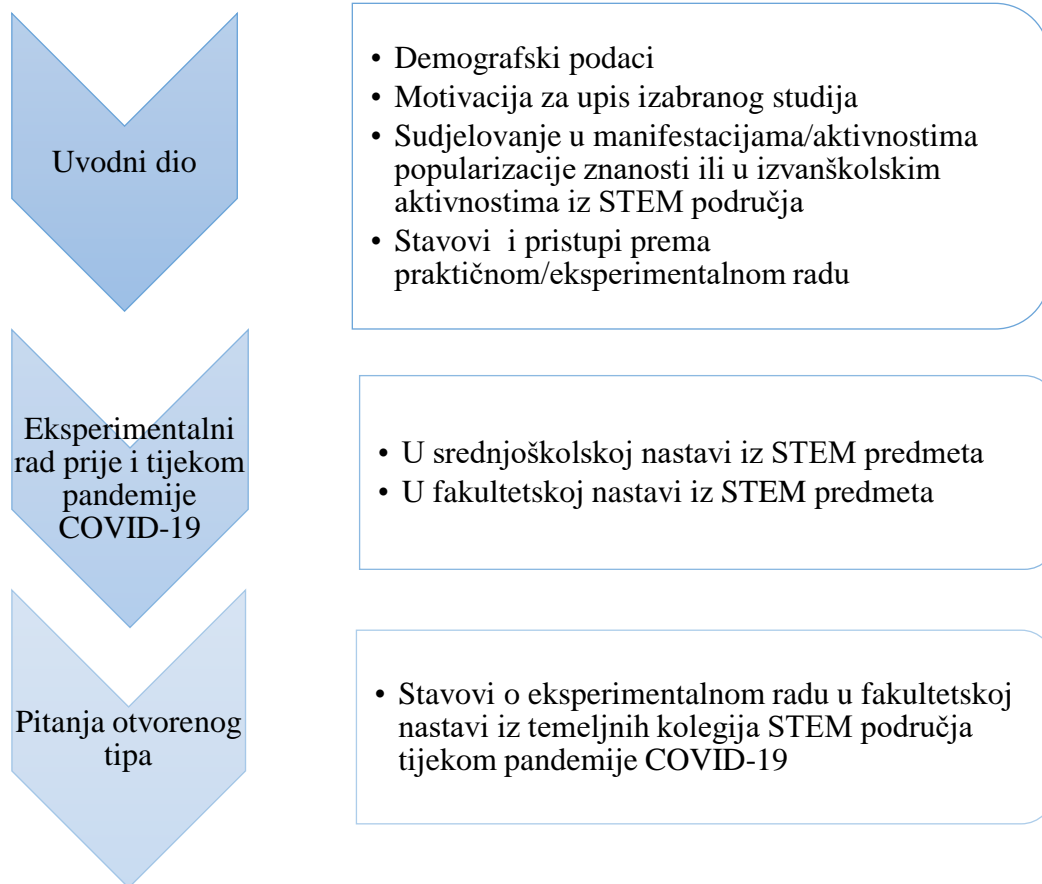 Uvodni dio
• Demografski podaci
• Motivacija za upis izabranog studija
• Sudjelovanje u manifestacijama/aktivnostima
popularizacije znanosti ili u izvanškolskim
aktivnostima iz STEM područja
• Stavovi i pristupi prema
praktičnom/eksperimentalnom radu
Eksperimentalni
rad prije i tijekom
pandemije
COVID-19
• U srednjoškolskoj nastavi iz STEM predmeta
• U fakultetskoj nastavi iz STEM predmeta
Pitanja otvorenog
tipa
• Stavovi o eksperimentalnom radu u fakultetskoj
nastavi iz temeljnih kolegija STEM područja
tijekom pandemije COVID-19